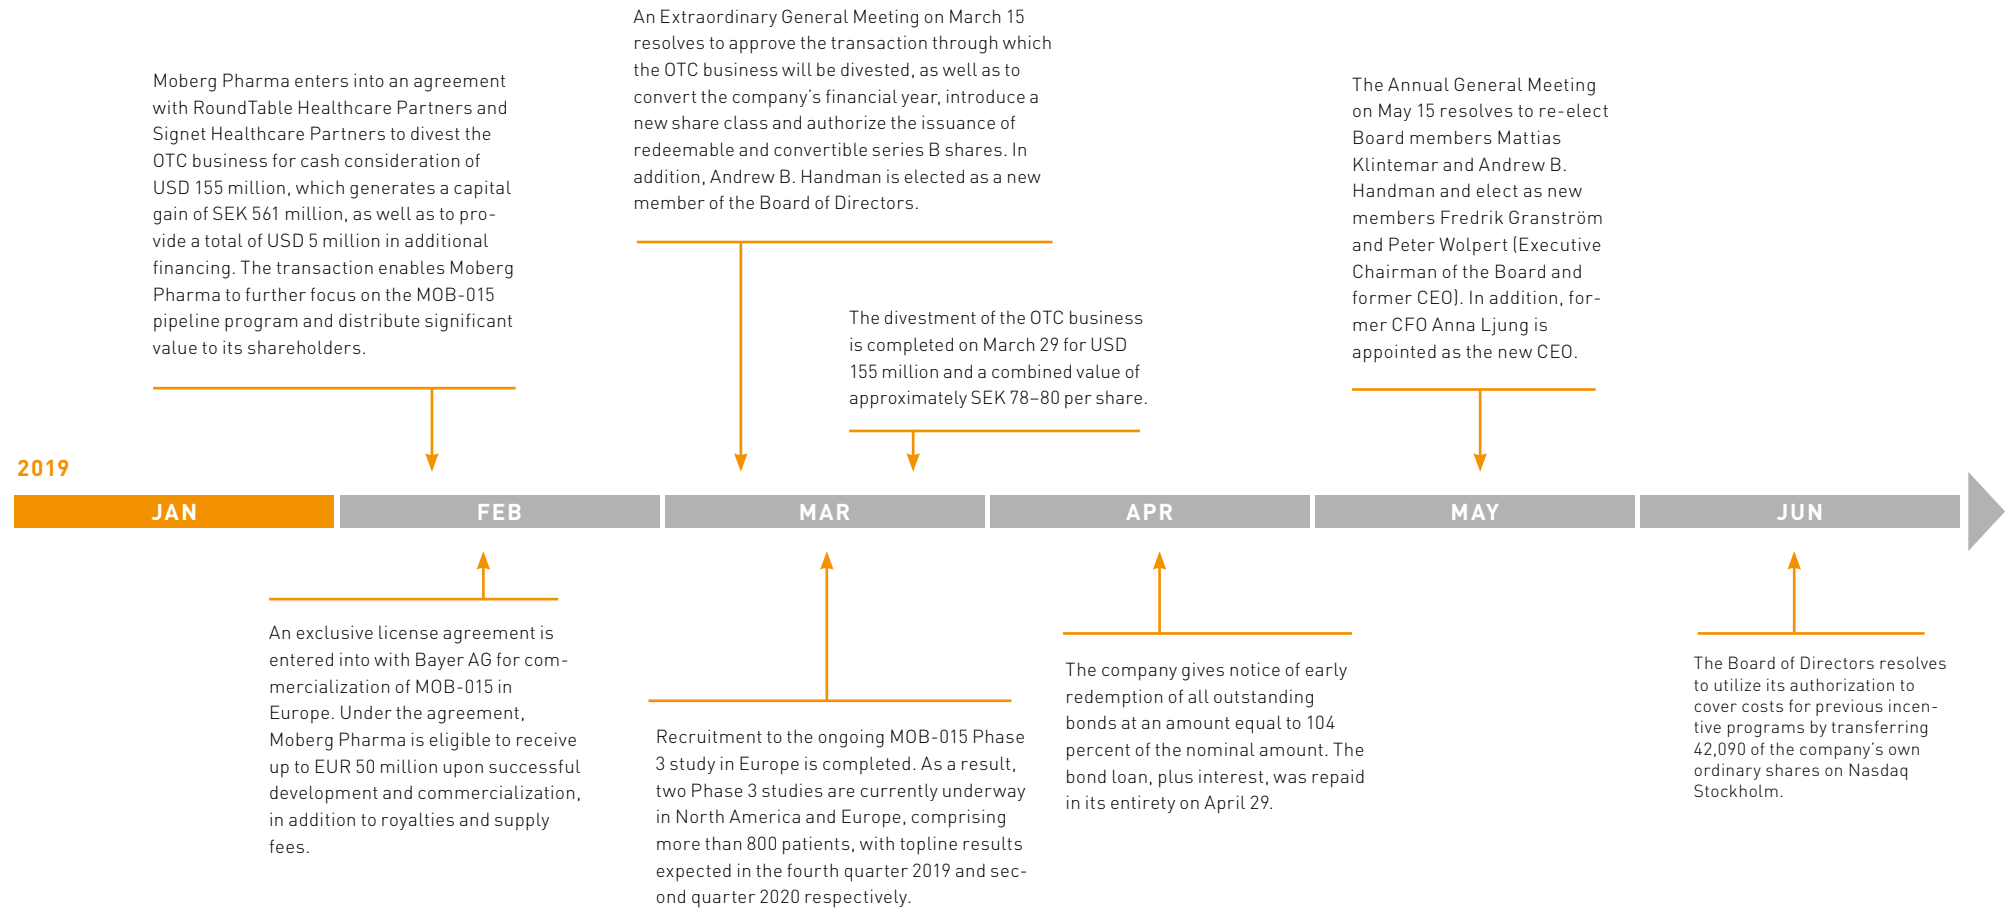 An Extraordinary General Meeting on March 15
resolves to approve the transaction through which
the OTC business will be divested, as well as to
convert the company's financial year, introduce a
new share class and authorize the issuance of
redeemable and convertible series B shares. In
addition, Andrew B. Handman is elected as a new
member of the Board of Directors.
Moberg Pharma enters into an agreement
with RoundTable Healthcare Partners and
Signet Healthcare Partners to divest the
OTC business for cash consideration of
USD 155 million, which generates a capital
gain of SEK 561 million, as well as to pro-
vide a total of USD 5 million in additional
financing. The transaction enables Moberg
Pharma to further focus on the MOB-015
pipeline program and distribute significant
value to its shareholders.
The Annual General Meeting
on May 15 resolves to re-elect
Board members Mattias
Klintemar and Andrew B.
Handman and elect as new
members Fredrik Granström
and Peter Wolpert (Executive
Chairman of the Board and
former CEO). In addition, for-
mer CFO Anna Ljung is
appointed as the new CEO.
The divestment of the OTC business
is completed on March 29 for USD
155 million and a combined value of
approximately SEK 78–80 per share.
2019
JAN
FEB
MAR
APR
MAY
JUN
An exclusive license agreement is
entered into with Bayer AG for com-
mercialization of MOB-015 in
Europe. Under the agreement,
Moberg Pharma is eligible to receive
up to EUR 50 million upon successful
development and commercialization,
in addition to royalties and supply
fees.
Recruitment to the ongoing MOB-015 Phase
3 study in Europe is completed. As a result,
two Phase 3 studies are currently underway
in North America and Europe, comprising
more than 800 patients, with topline results
expected in the fourth quarter 2019 and sec-
ond quarter 2020 respectively.
The company gives notice of early
redemption of all outstanding
bonds at an amount equal to 104
percent of the nominal amount. The
bond loan, plus interest, was repaid
in its entirety on April 29.
The Board of Directors resolves
to utilize its authorization to
cover costs for previous incen-
tive programs by transferring
42,090 of the company's own
ordinary shares on Nasdaq
Stockholm.